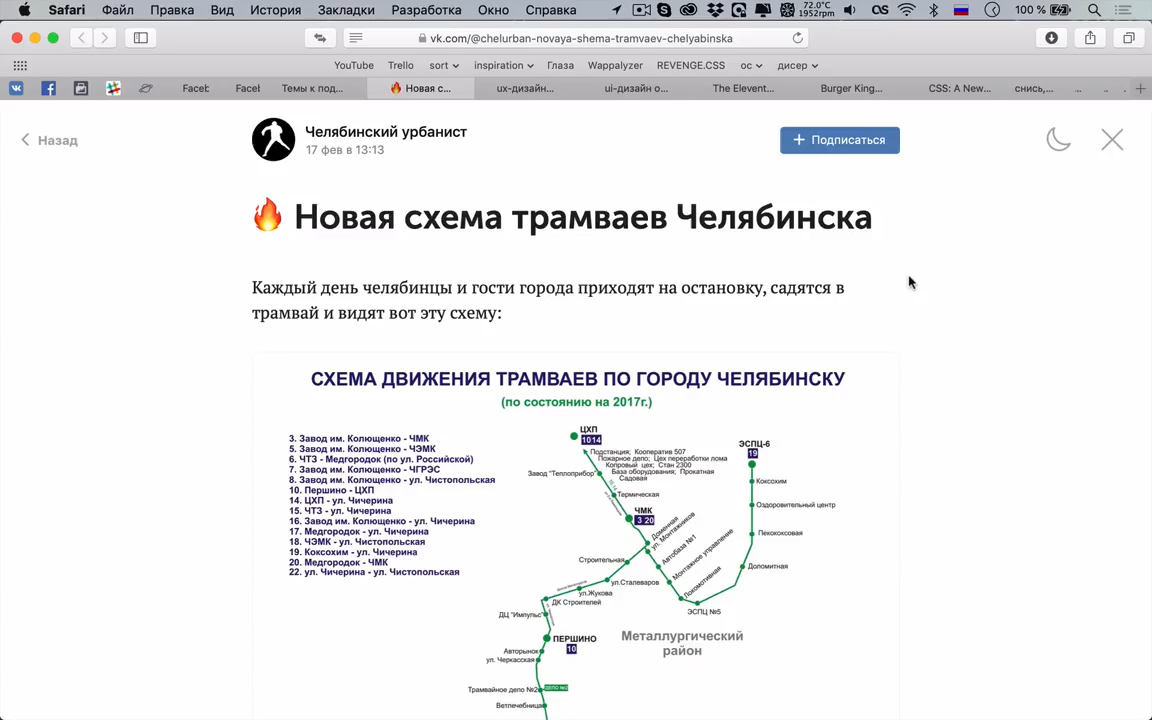 Safari Файл Правка Вид История Закладки Разработка Окно Справка 72.0°C 1952rpm 100 %
vk.com/@chelurban-novaya-shema-tramvaev-chelyabinska
YouTube Trello sort inspiration Глаза Wappalyzer REVENGE.CSS ос дисер
Faceb Facel Темы к под... 🔥 Новая с... ux-дизайн... ui-дизайн о... The Elevent... Burger King... CSS: A New... снись,...
Назад
Челябинский урбанист
17 фев в 13:13
Подписаться
🔥 Новая схема трамваев Челябинска
Каждый день челябинцы и гости города приходят на остановку, садятся в
трамвай и видят вот эту схему:
СХЕМА ДВИЖЕНИЯ ТРАМВАЕВ ПО ГОРОДУ ЧЕЛЯБИНСКУ
(по состоянию на 2017г.)
3. Завод им. Колющенко - ЧМК
5. Завод им. Колющенко - ЧЭМК
6. ЧТЗ - Медгородок (по ул. Российской)
7. Завод им. Колющенко - ЧГРЭС
8. Завод им. Колющенко - ул. Чистопольская
10. Першино - ЦХП
14. ЦХП - ул. Чичерина
15. ЧТЗ - ул. Чичерина
16. Завод им. Колющенко - ул. Чичерина
17. Медгородок - ул. Чичерина
18. ЧЭМК - ул. Чистопольская
19. Коксохим - ул. Чичерина
20. Медгородок - ЧМК
22. ул. Чичерина - ул. Чистопольская
ЦХП
1014
Подстанция; Кооператив 507
Пожарное депо; Цех переработки лома
Копровый цех; Стан 2300
База оборудования; Прокатная
Садовая
Завод "Теплоприбор"
Термическая
ЧМК
3 20
Доменная
ул. Монтажников
Автобаза №1
Монтажное управление
Локомотивная
ЭСПЦ №5
ЭСПЦ-6
19
Коксохим
Оздоровительный центр
Пекококсовая
Доломитная
Строительная
ул.Сталеваров
ул.Жукова
ДК Строителей
ДЦ "Импульс"
ПЕРШИНО
10
Металлургический
район
Авторынок
ул. Черкасская
Трамвайное депо №2
ДЕПО №2
Ветлечебница